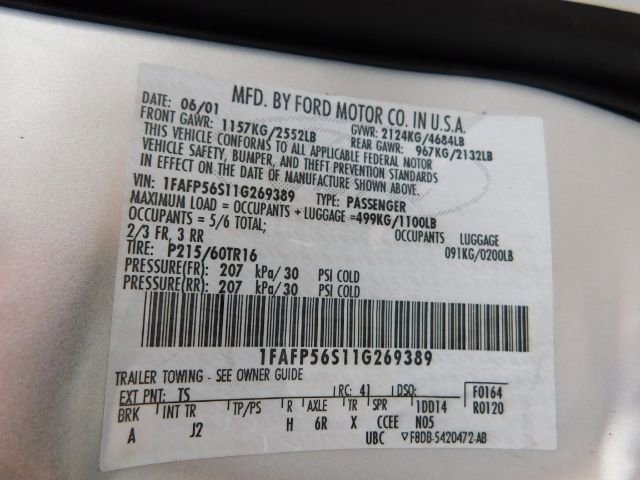 MFD. BY FORD MOTOR CO. IN U.S.A.
DATE: 06/01 GVWR: 2124KG/4684LB
FRONT GAWR: 1157KG/2552LB REAR GAWR: 967KG/2132LB
THIS VEHICLE CONFORMS TO ALL APPLICABLE FEDERAL MOTOR
VEHICLE SAFETY, BUMPER, AND THEFT PREVENTION STANDARDS
IN EFFECT ON THE DATE OF MANUFACTURE SHOWN ABOVE.
VIN: 1FAFP56S11G269389 TYPE: PASSENGER
MAXIMUM LOAD = OCCUPANTS + LUGGAGE =499KG/1100LB
OCCUPANTS = 5/6 TOTAL; OCCUPANTS LUGGAGE
2/3 FR, 3 RR 091KG/0200LB
TIRE: P215/60TR16
PRESSURE(FR): 207 kPa/30 PSI COLD
PRESSURE(RR): 207 kPa/30 PSI COLD
1FAFP56S11G269389
TRAILER TOWING - SEE OWNER GUIDE
EXT PNT: TS RC: 41 DSO: F0164
BRK INT TR TP/PS R AXLE TR SPR 1DD14 R0120
A J2 H 6R X CCEE N05
UBC ▽F8DB-5420472-AB